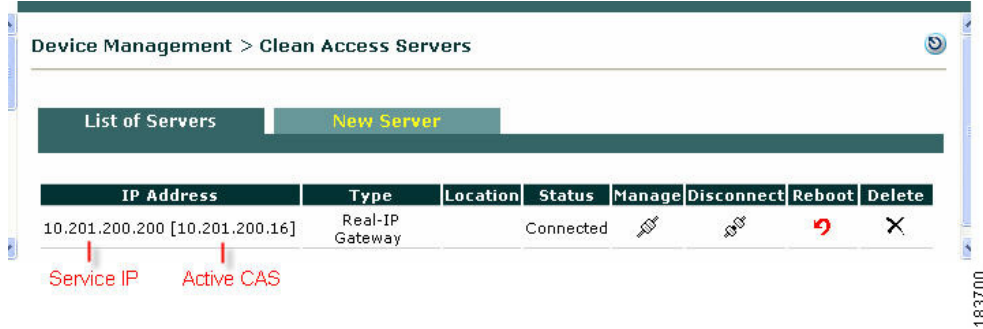 Device Management > Clean Access Servers
List of Servers New Server
IP Address Type Location Status Manage Disconnect Reboot Delete
10.201.200.200 [10.201.200.16] Real-IP Gateway Connected
Service IP Active CAS
183700